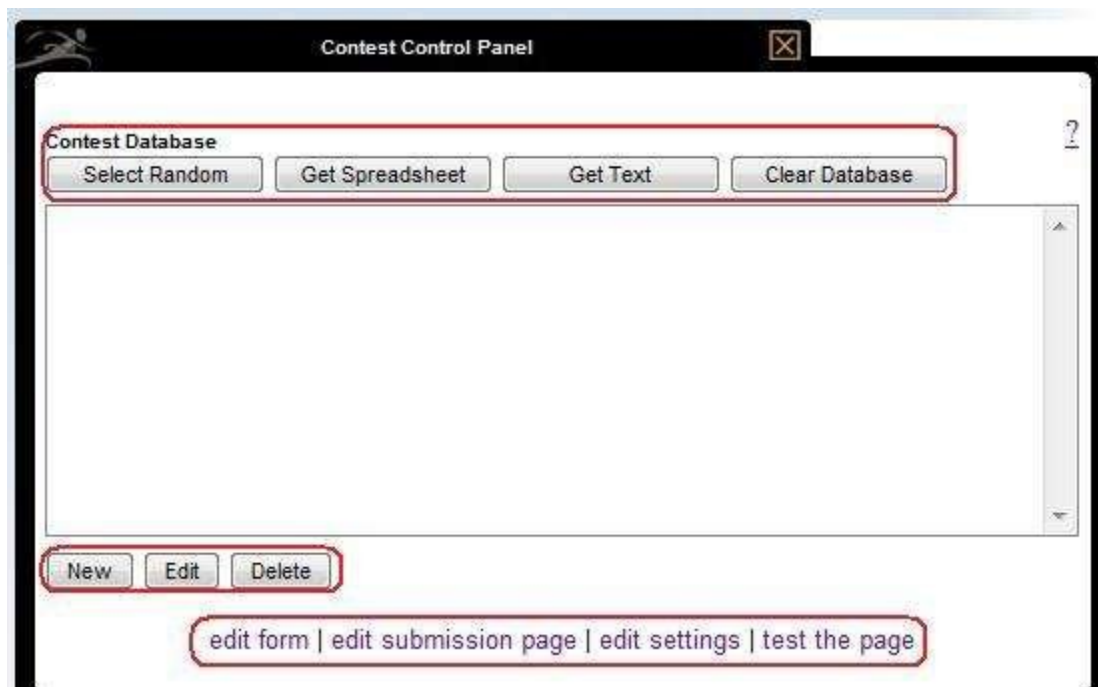 Contest Control Panel
?
Contest Database
Select Random Get Spreadsheet Get Text Clear Database
New Edit Delete
edit form | edit submission page | edit settings | test the page